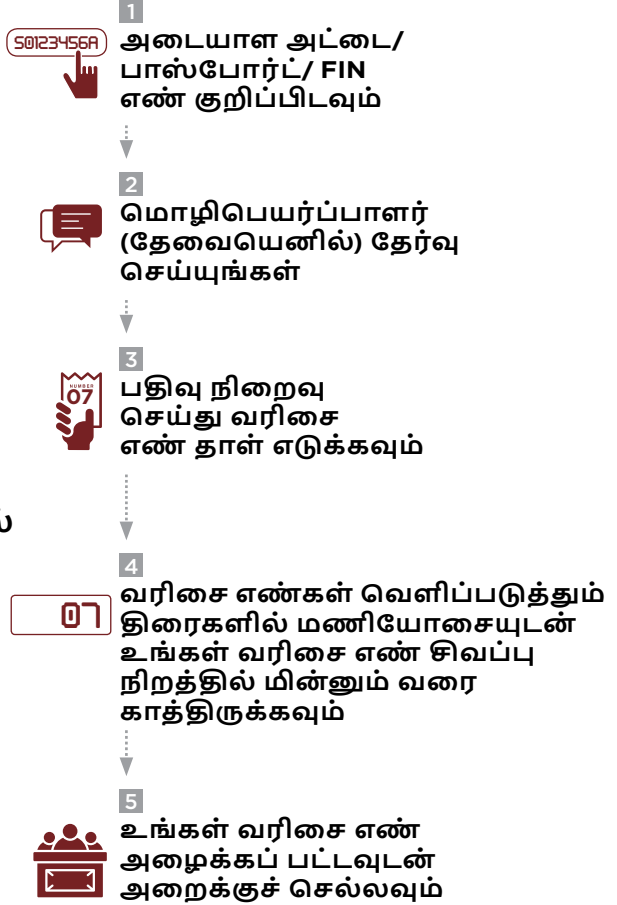 1
S0123456A
அடையாள அட்டை/
பாஸ்போர்ட்/ FIN
எண் குறிப்பிடவும்
2
மொழிபெயர்ப்பாளர்
(தேவையெனில்) தேர்வு
செய்யுங்கள்
3
NUMBER
07
பதிவு நிறைவு
செய்து வரிசை
எண் தாள் எடுக்கவும்
4
07
வரிசை எண்கள் வெளிப்படுத்தும்
திரைகளில் மணியோசையுடன்
உங்கள் வரிசை எண் சிவப்பு
நிறத்தில் மின்னும் வரை
காத்திருக்கவும்
5
உங்கள் வரிசை எண்
அழைக்கப் பட்டவுடன்
அறைக்குச் செல்லவும்